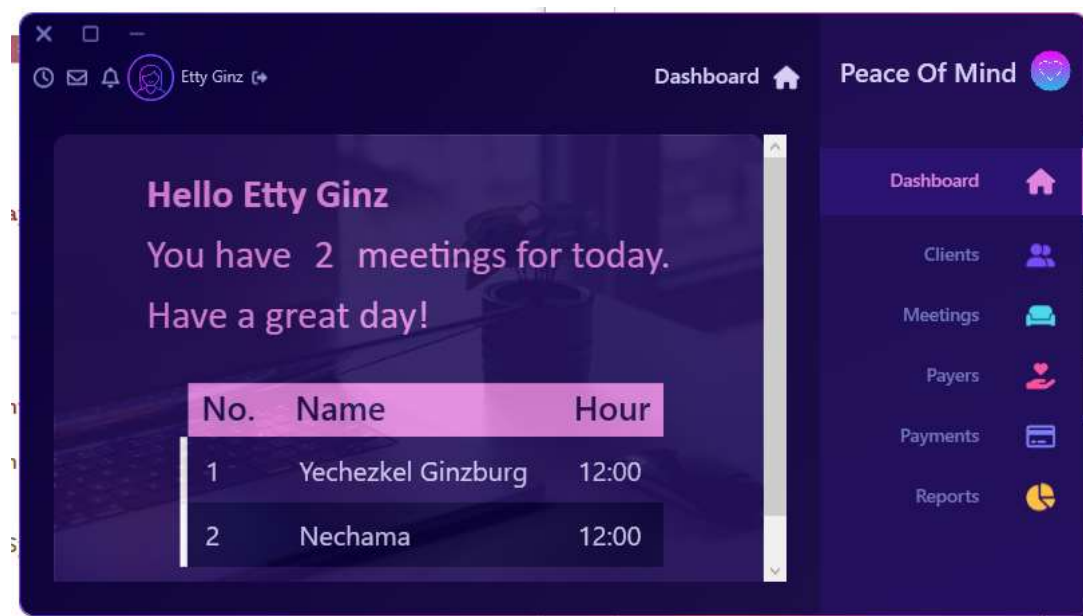 Etty Ginz
Dashboard
Peace Of Mind
Hello Etty Ginz
You have 2 meetings for today.
Have a great day!
No. Name Hour
1 Yechezkel Ginzburg 12:00
2 Nechama 12:00
Dashboard
Clients
Meetings
Payers
Payments
Reports